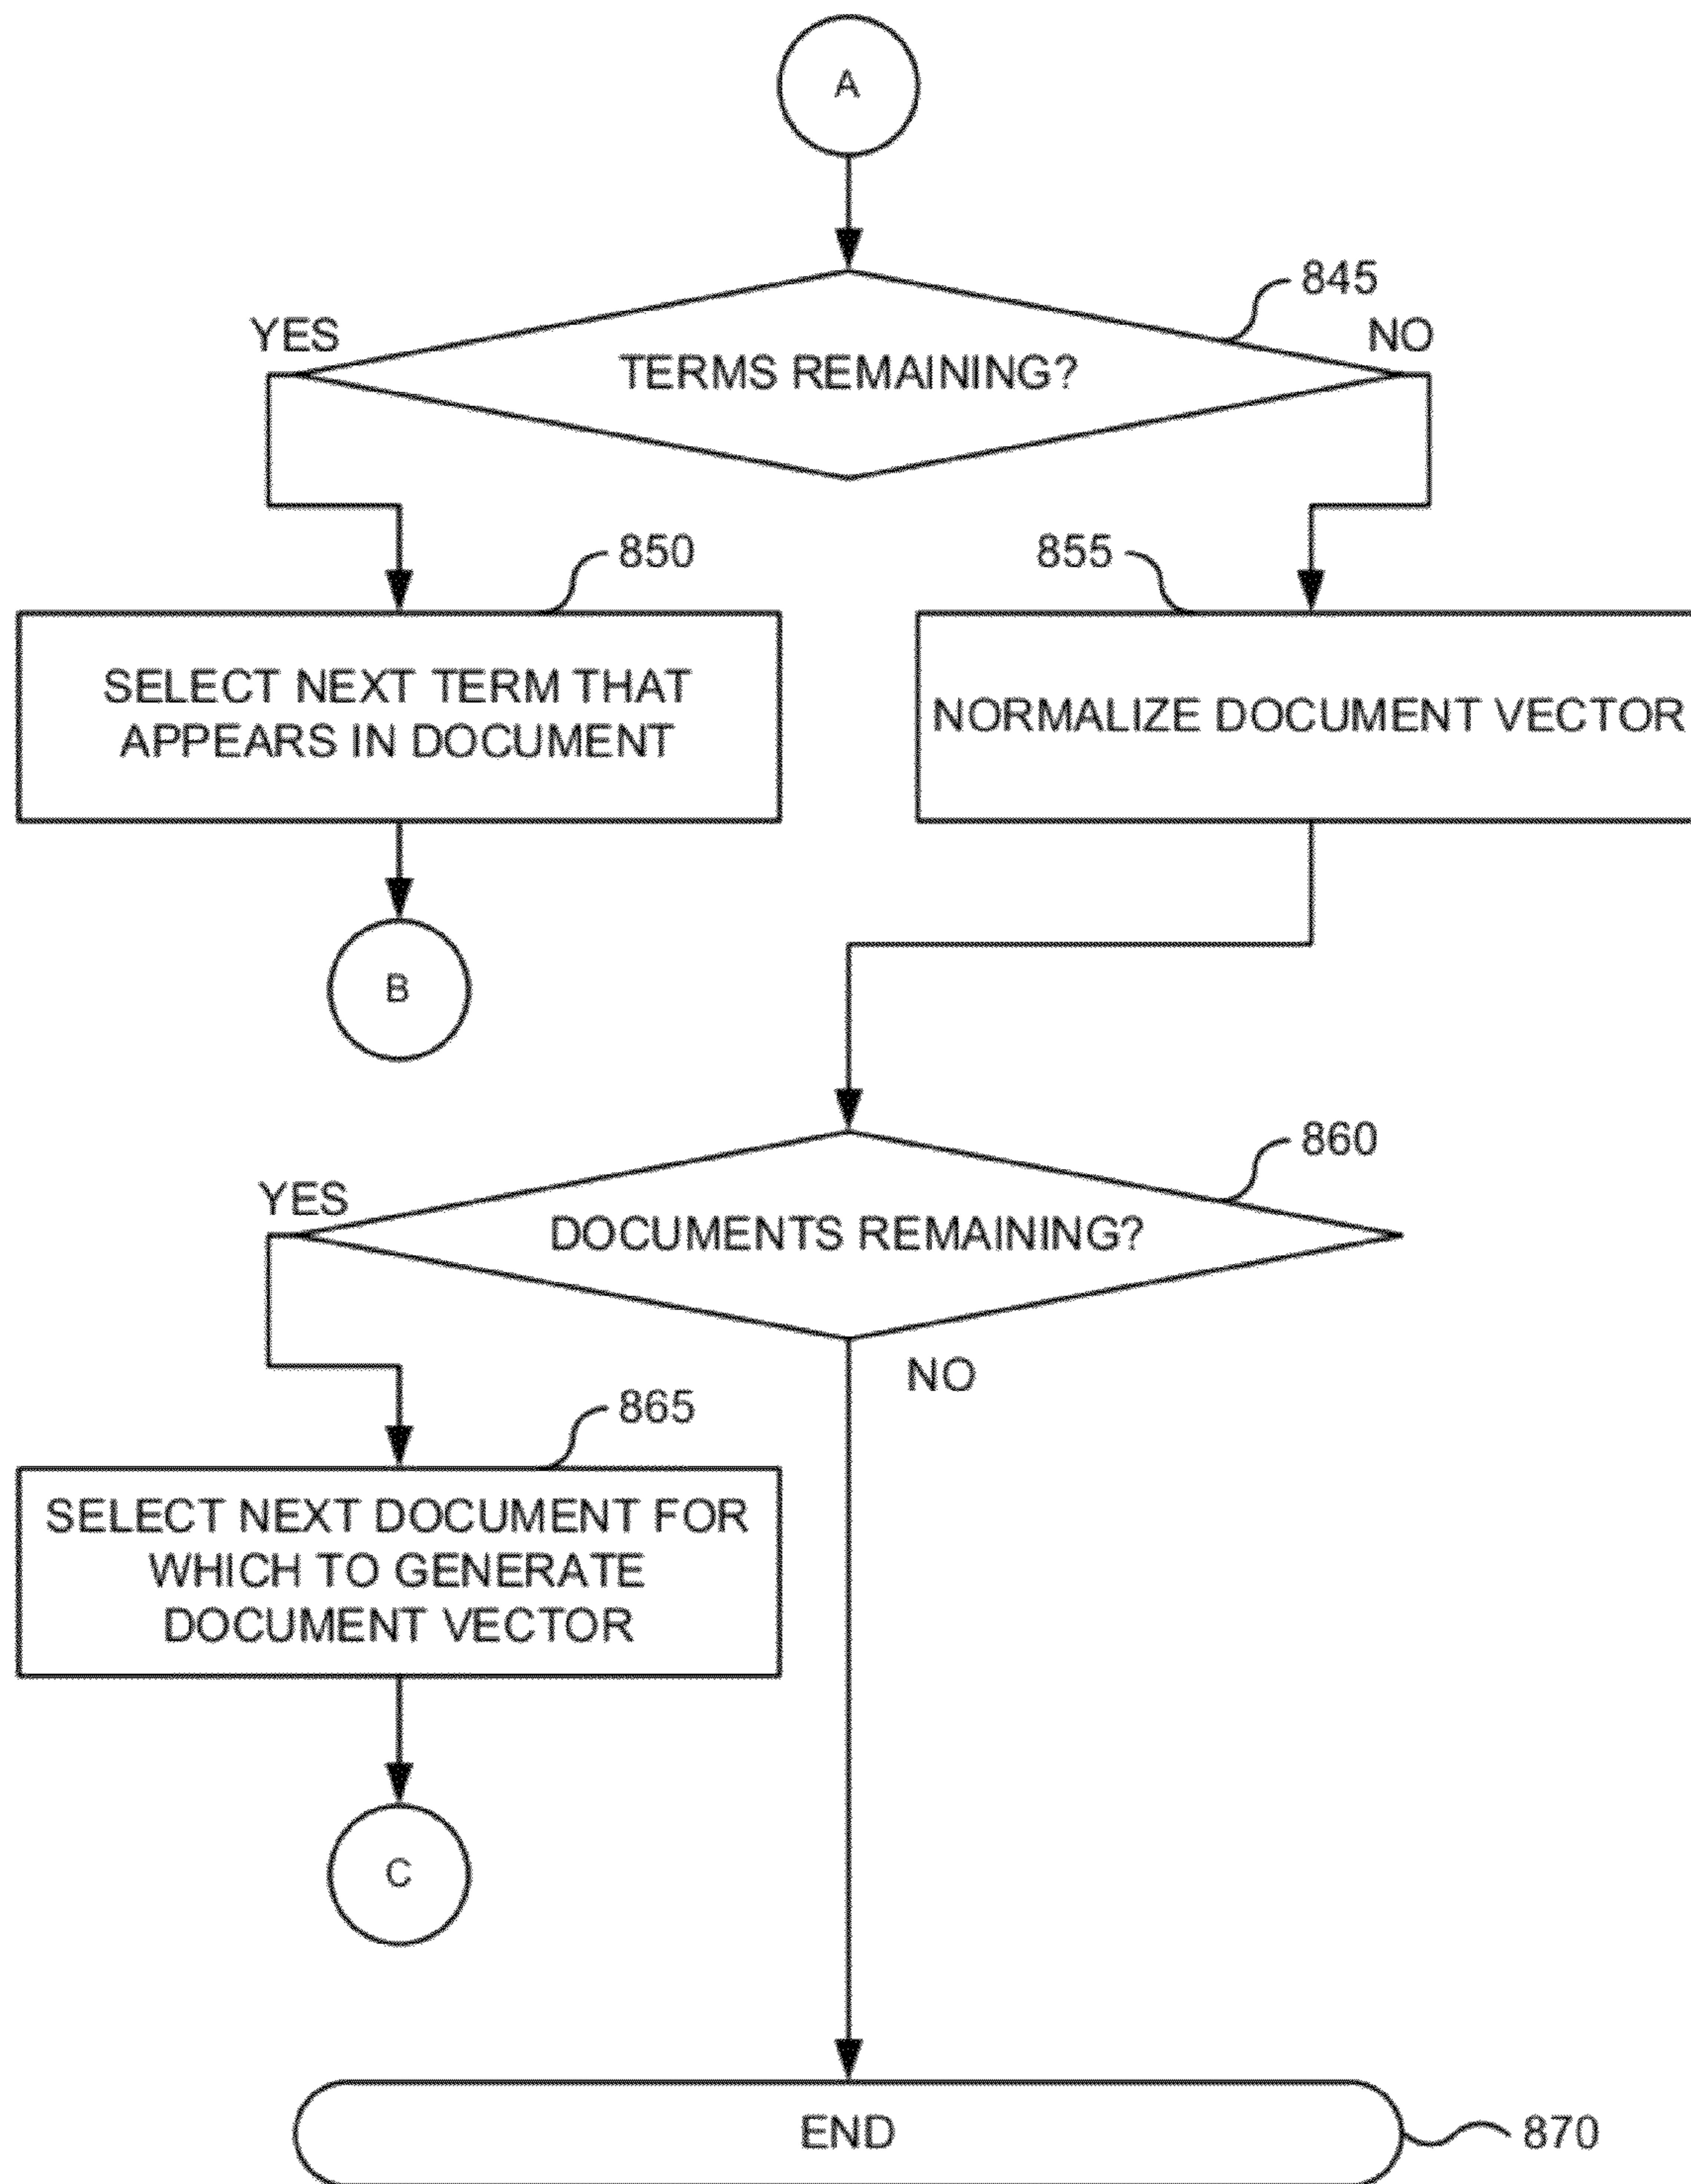 A
845
YES
NO
TERMS REMAINING?
850
855
SELECT NEXT TERM THAT
APPEARS IN DOCUMENT
NORMALIZE DOCUMENT VECTOR
B
860
YES
DOCUMENTS REMAINING?
NO
865
SELECT NEXT DOCUMENT FOR
WHICH TO GENERATE
DOCUMENT VECTOR
C
END
870